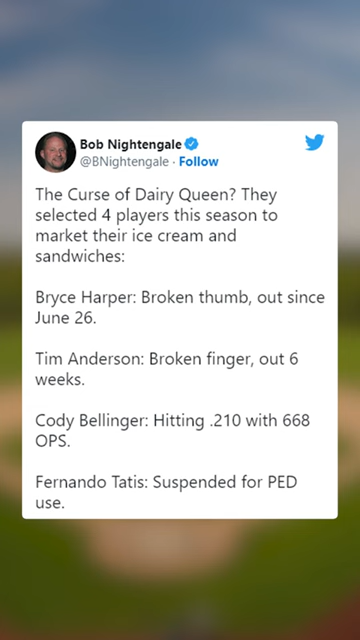 Bob Nightengale
@BNightengale · Follow
The Curse of Dairy Queen? They
selected 4 players this season to
market their ice cream and
sandwiches:
Bryce Harper: Broken thumb, out since
June 26.
Tim Anderson: Broken finger, out 6
weeks.
Cody Bellinger: Hitting .210 with 668
OPS.
Fernando Tatis: Suspended for PED
use.